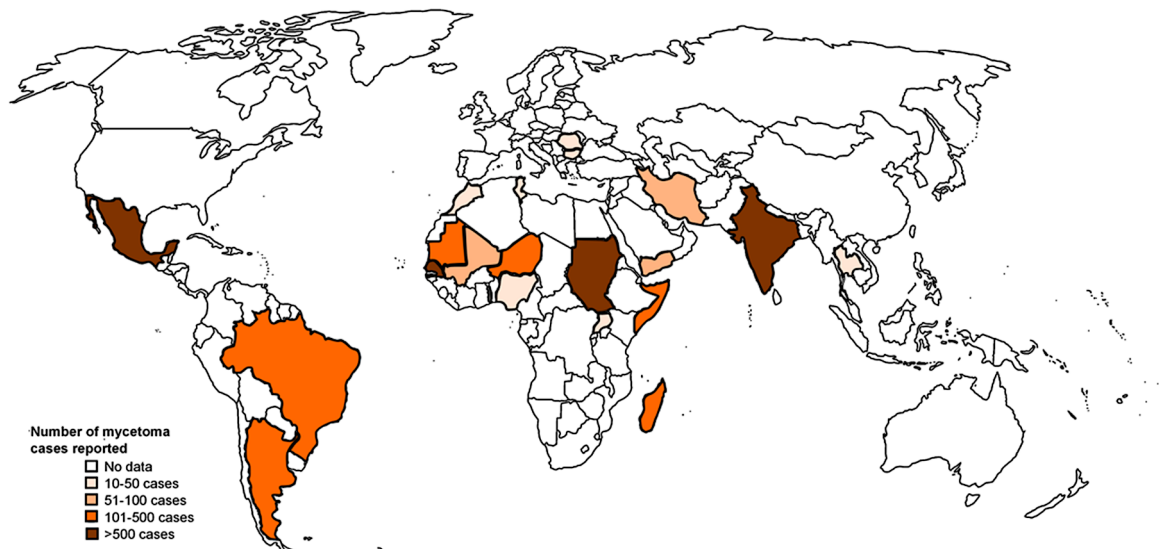 Number of mycetoma
cases reported
No data
10-50 cases
51-100 cases
101-500 cases
>500 cases